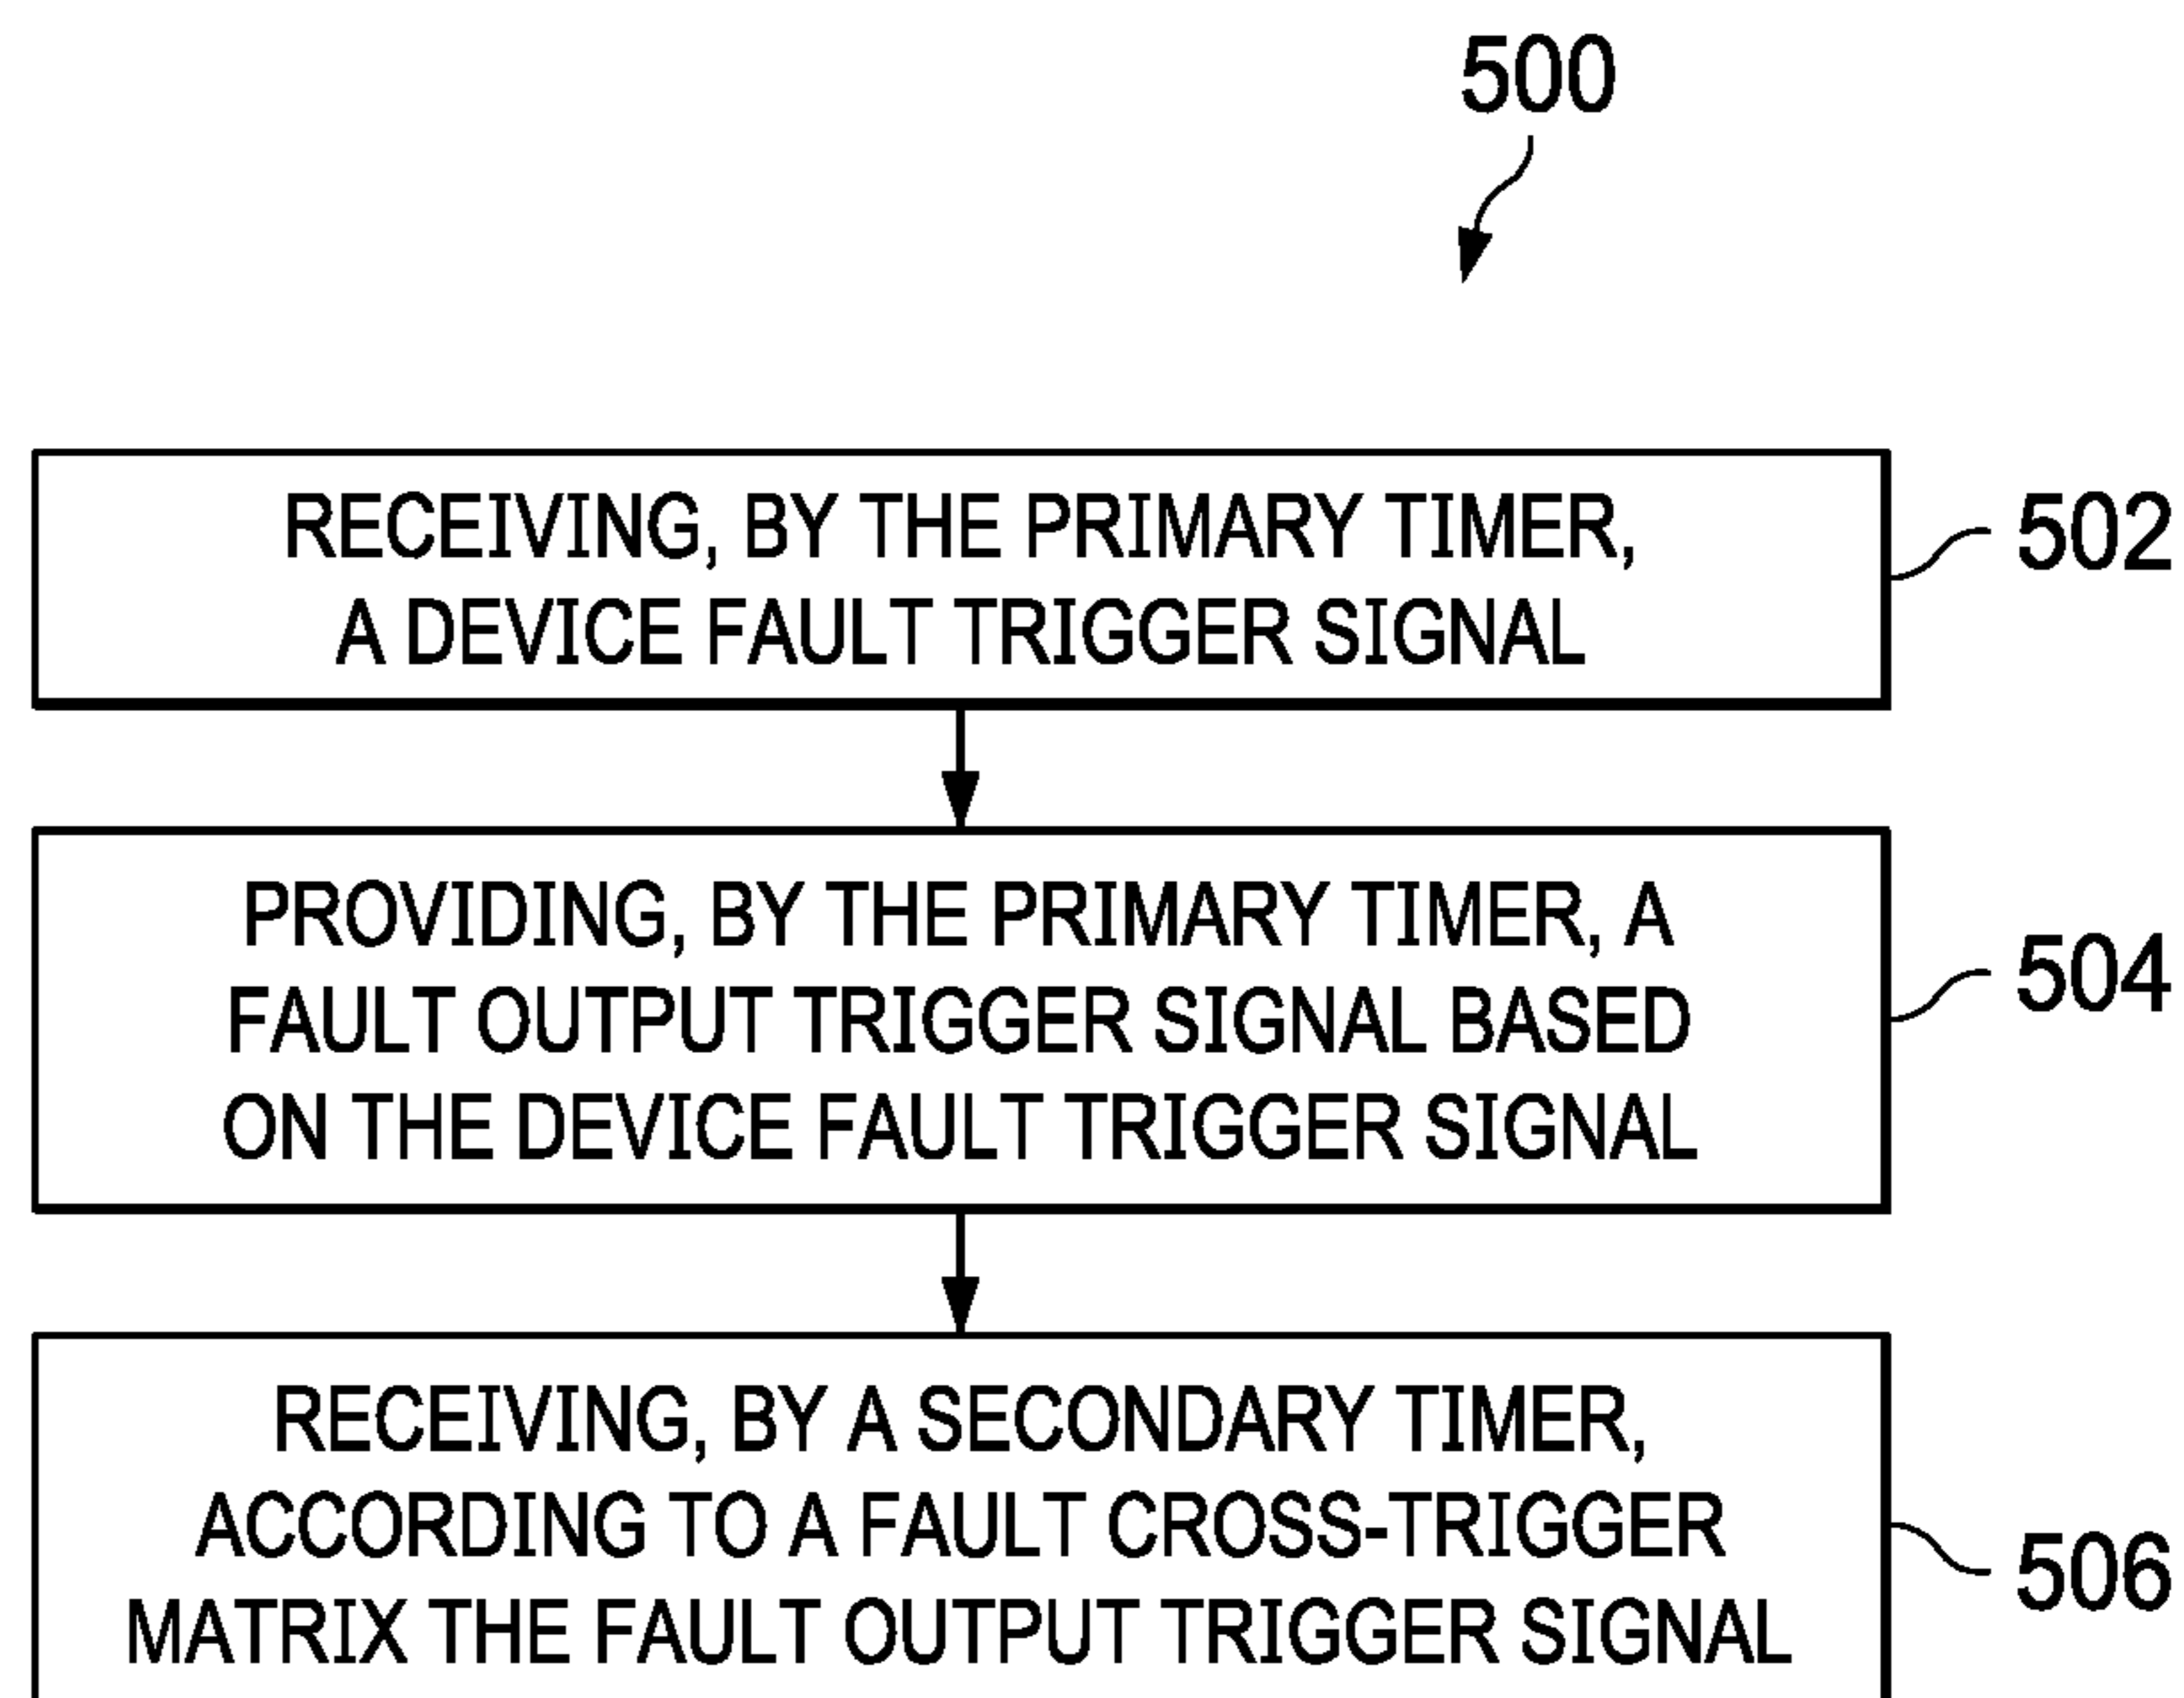 500
RECEIVING, BY THE PRIMARY TIMER,
A DEVICE FAULT TRIGGER SIGNAL
502
PROVIDING, BY THE PRIMARY TIMER, A
FAULT OUTPUT TRIGGER SIGNAL BASED
ON THE DEVICE FAULT TRIGGER SIGNAL
504
RECEIVING, BY A SECONDARY TIMER,
ACCORDING TO A FAULT CROSS-TRIGGER
MATRIX THE FAULT OUTPUT TRIGGER SIGNAL
506